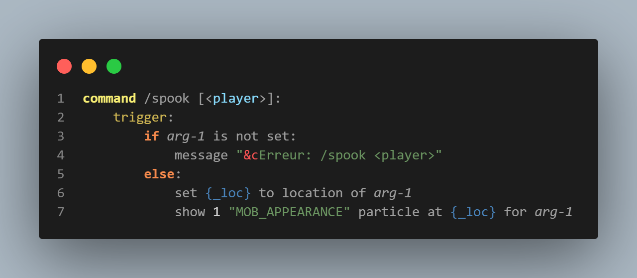 1 command /spook [<player>]:
2 trigger:
3 if arg-1 is not set:
4 message "&cErreur: /spook <player>"
5 else:
6 set {_loc} to location of arg-1
7 show 1 "MOB_APPEARANCE" particle at {_loc} for arg-1